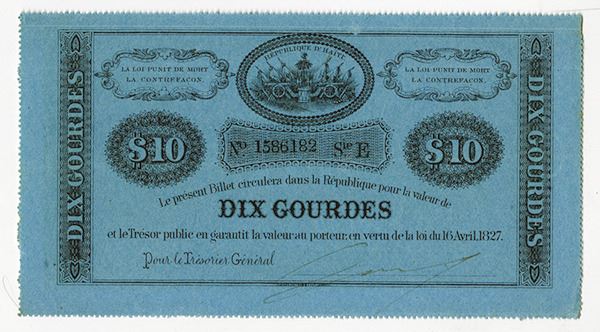 RÉPUBLIQUE D'HAITI.
LA LOI PUNIT DE MORT
LA CONTREFAÇON.
LA LOI PUNIT DE MORT
LA CONTREFAÇON.
DIX GOURDES
$10
No 1586182 Sie E
$10
DIX GOURDES
Le présent Billet circulera dans la République pour la valeur de
DIX GOURDES
et le Trésor public en garantit la valeur au porteur: en vertu de la loi du 16 Avril, 1827.
Pour le Trésorier Général